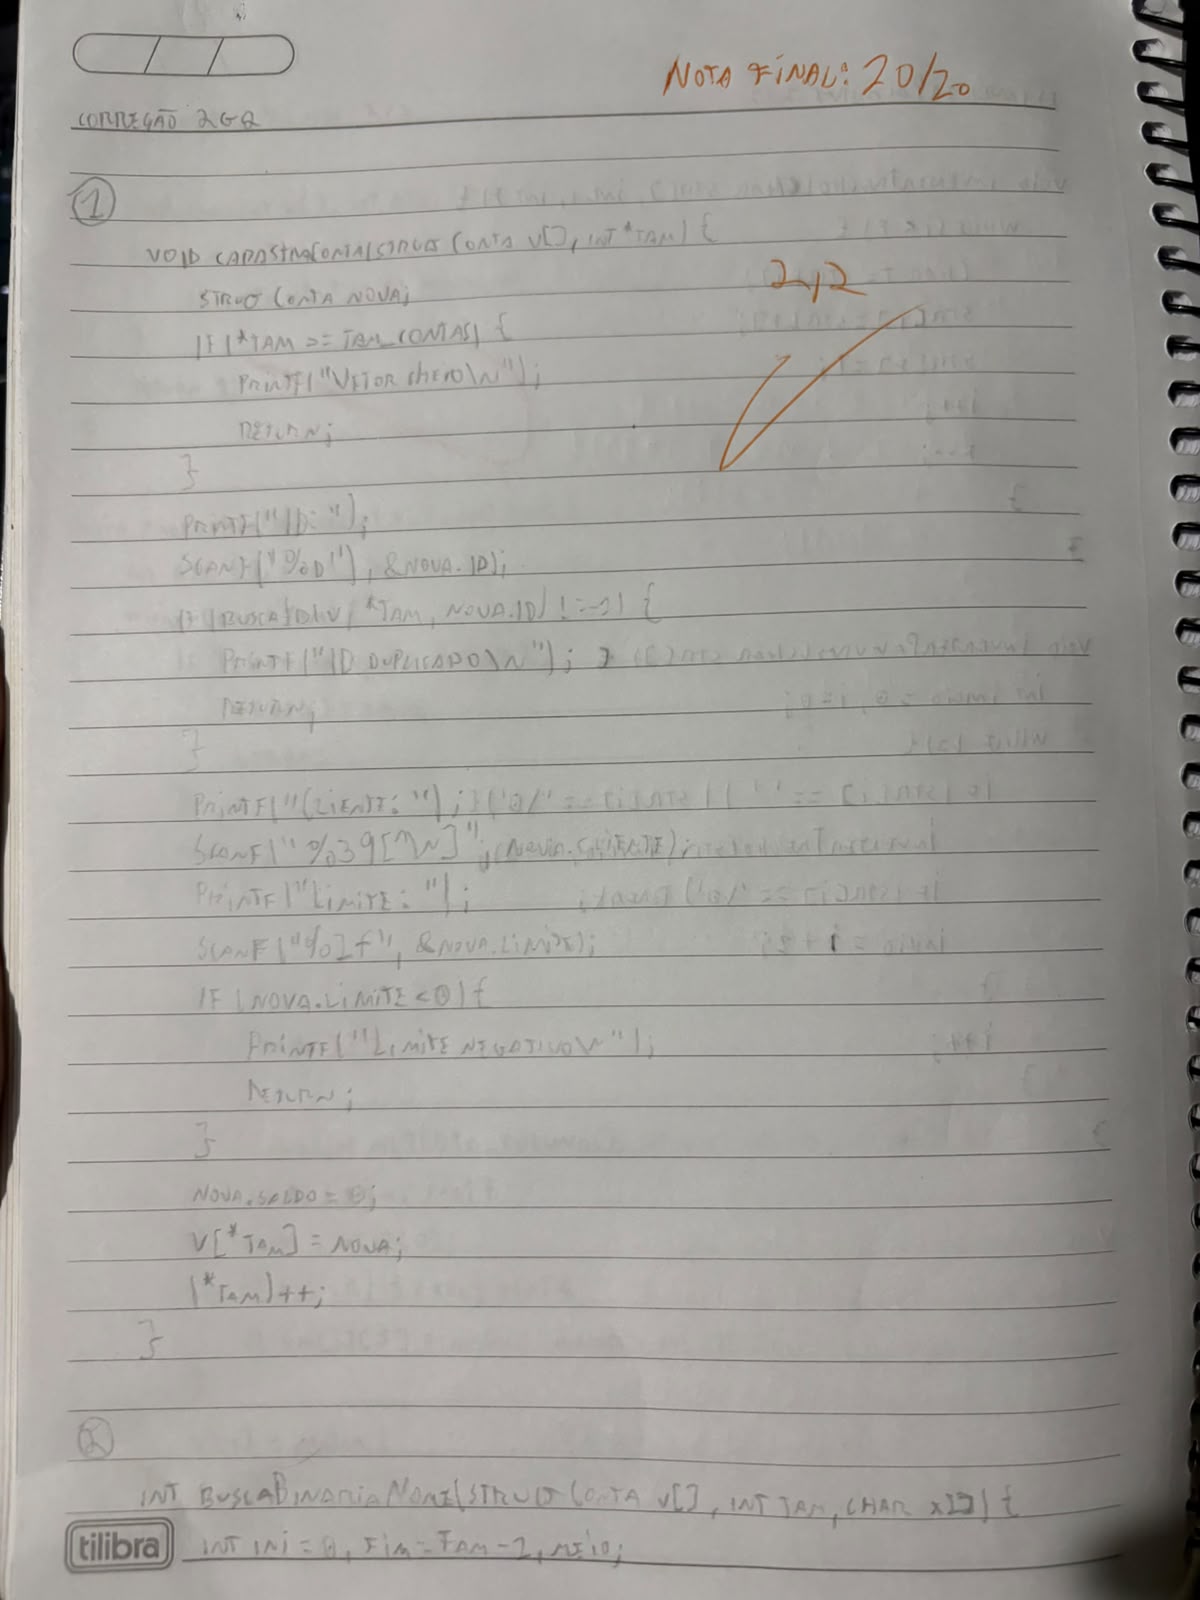 NOTA FINAL: 20/20
CORREÇÃO 2GQ
1
VOID CADASTRACONTA(STRUCT CONTA V[], INT *TAM) {
STRUCT CONTA NOVA;
IF (*TAM >= TAM_CONTAS) {
2,2
PRINTF("VETOR CHEIO\N");
RETURN;
}
PRINTF("ID: ");
SCANF("%D"), &NOVA.ID);
IF (BUSCAID(V, *TAM, NOVA.ID) != -1) {
PRINTF("ID DUPLICADO\N");
RETURN;
}
PRINTF("CLIENTE: ");
SCANF(" %39[^\N]", NOVA.CLIENTE);
PRINTF("LIMITE: ");
SCANF("%lf", &NOVA.LIMITE);
IF (NOVA.LIMITE < 0) {
PRINTF("LIMITE NEGATIVO\N");
RETURN;
}
NOVA.SALDO = 0;
V[*TAM] = NOVA;
(*TAM)++;
}
2
INT BUSCABINARIANOME(STRUCT CONTA V[], INT TAM, CHAR X[]) {
INT INI = 0, FIM = TAM-1, MEIO;
tilibra